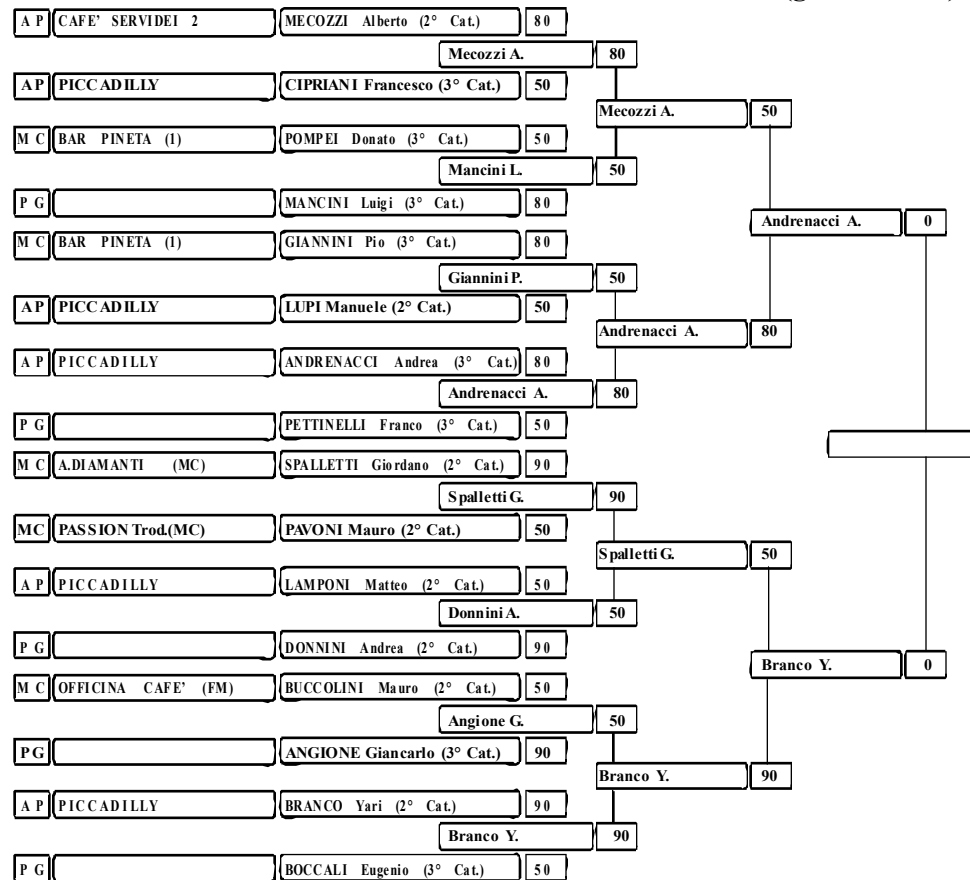 (g
A P CAFE' SERVIDEI 2 MECOZZI Alberto (2° Cat.) 80
Mecozzi A. 80
AP PICCADILLY CIPRIANI Francesco (3° Cat.) 50
Mecozzi A. 50
M C BAR PINETA (1) POMPEI Donato (3° Cat.) 50
Mancini L. 50
P G MANCINI Luigi (3° Cat.) 80
Andrenacci A. 0
M C BAR PINETA (1) GIANNINI Pio (3° Cat.) 80
Giannini P. 50
AP PICCADILLY LUPI Manuele (2° Cat.) 50
Andrenacci A. 80
A P PICCADILLY ANDRENACCI Andrea (3° Cat.) 80
Andrenacci A. 80
P G PETTINELLI Franco (3° Cat.) 50
M C A.DIAMANTI (MC) SPALLETTI Giordano (2° Cat.) 90
Spalletti G. 90
MC PASSION Trod.(MC) PAVONI Mauro (2° Cat.) 50
Spalletti G. 50
A P PICCADILLY LAMPONI Matteo (2° Cat.) 50
Donnini A. 50
P G DONNINI Andrea (2° Cat.) 90
Branco Y. 0
M C OFFICINA CAFE' (FM) BUCCOLINI Mauro (2° Cat.) 50
Angione G. 50
PG ANGIONE Giancarlo (3° Cat.) 90
Branco Y. 90
A P PICCADILLY BRANCO Yari (2° Cat.) 90
Branco Y. 90
P G BOCCALI Eugenio (3° Cat.) 50